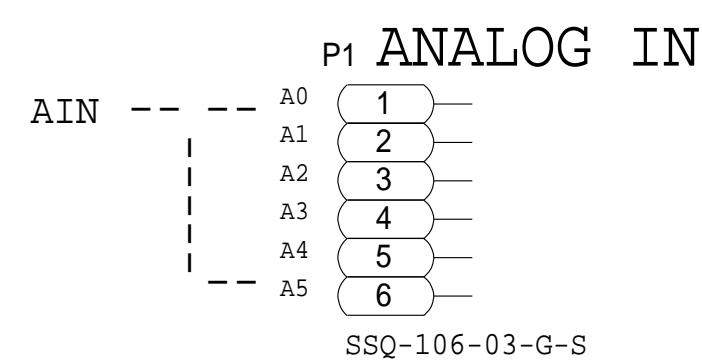 P1 ANALOG IN
A0 1
AIN
A1 2
A2 3
A3 4
A4 5
A5 6
SSQ-106-03-G-S